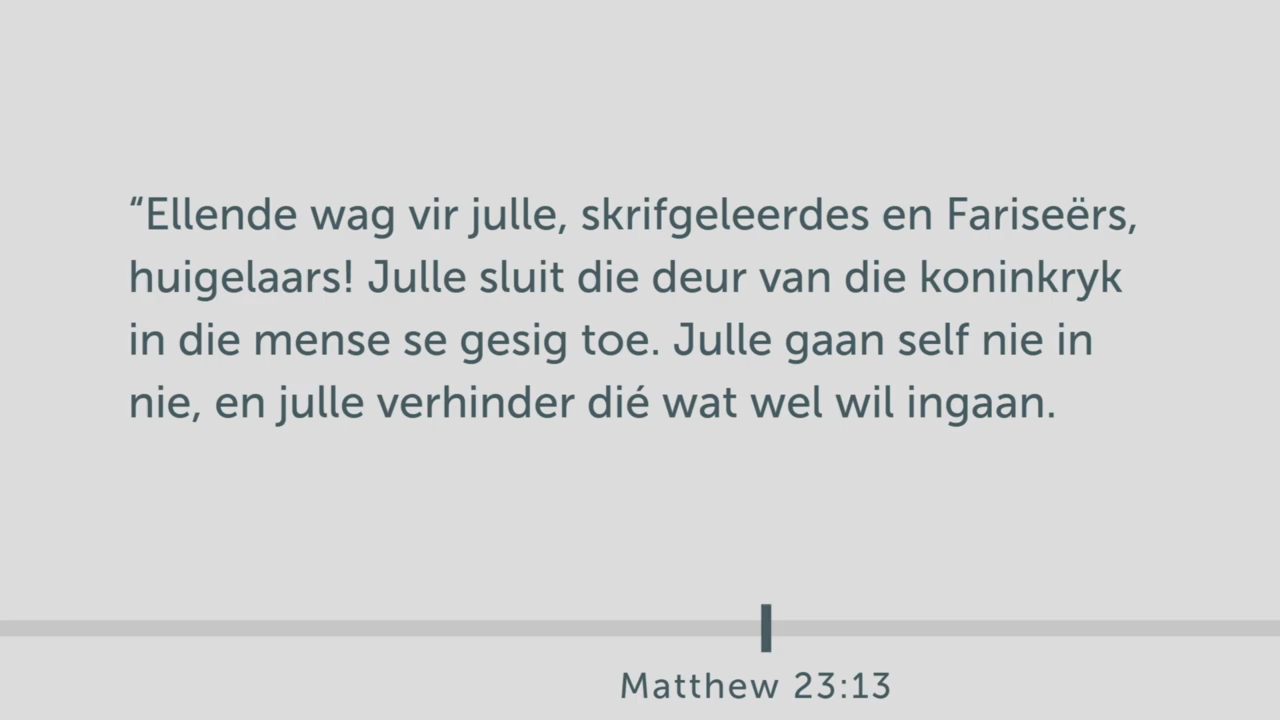 “Ellende wag vir julle, skrifgeleerdes en Fariseërs,
huigelaars! Julle sluit die deur van die koninkryk
in die mense se gesig toe. Julle gaan self nie in
nie, en julle verhinder dié wat wel wil ingaan.
Matthew 23:13